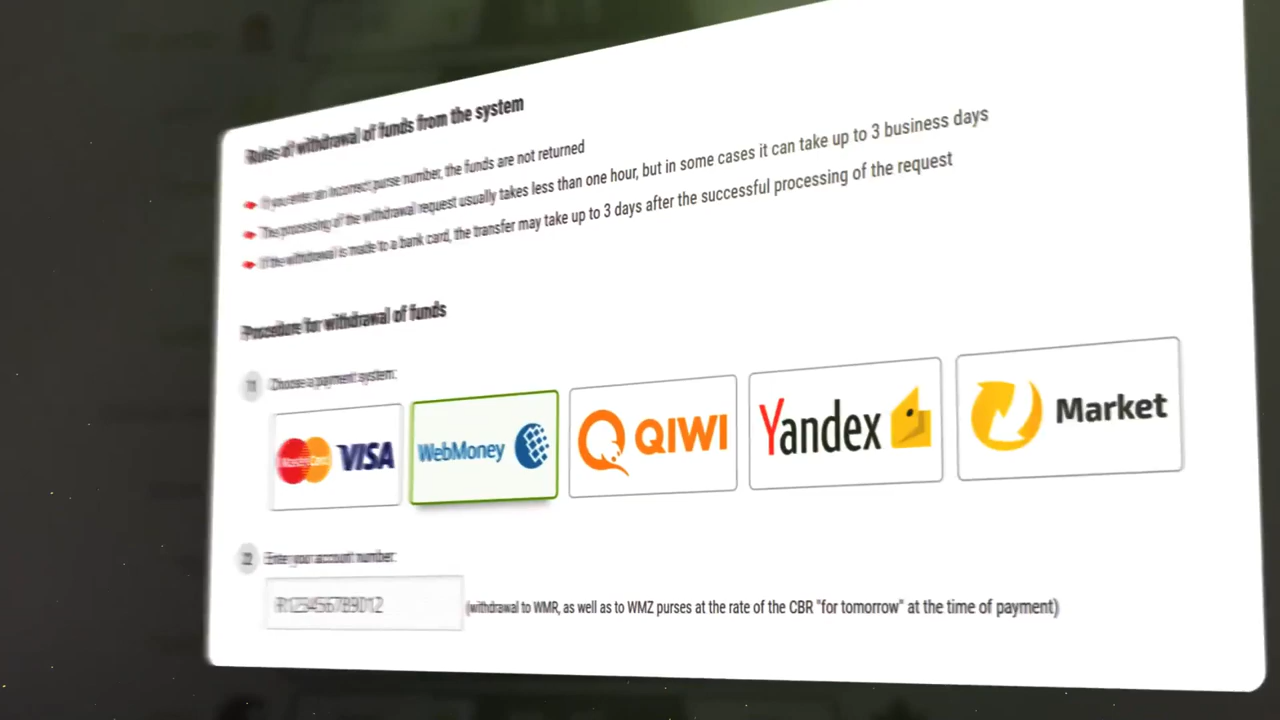 Rules of withdrawal of funds from the system
If you enter an incorrect purse number, the funds are not returned
The processing of the withdrawal request usually takes less than one hour, but in some cases it can take up to 3 business days
If the withdrawal is made to a bank card, the transfer may take up to 3 days after the successful processing of the request
Procedure for withdrawal of funds
1 Choose a payment system:
MasterCard VISA WebMoney QIWI Yandex Market
2 Enter your account number:
R123456789012 (withdrawal to WMR, as well as to WMZ purses at the rate of the CBR "for tomorrow" at the time of payment)